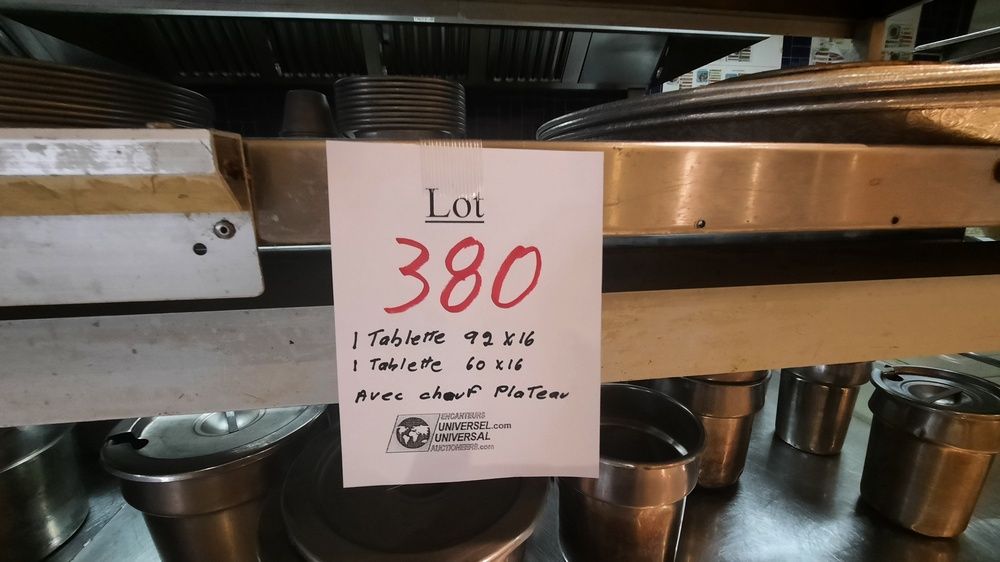 Lot
380
1 Tablette 92 x 16
1 Tablette 60 x 16
Avec chauf Plateau
ENCANTEURS
UNIVERSEL.com
UNIVERSAL
AUCTIONEERS.com